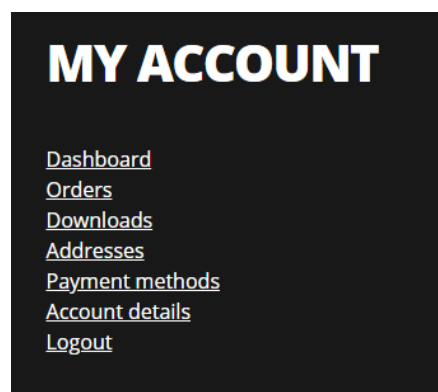 MY ACCOUNT
Dashboard
Orders
Downloads
Addresses
Payment methods
Account details
Logout